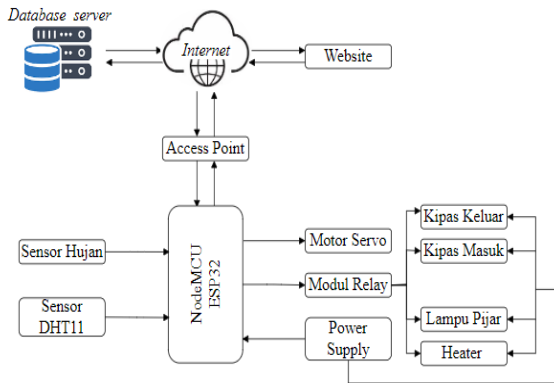 Database server
Internet
Website
Access Point
NodeMCU
ESP32
Sensor Hujan
Sensor
DHT11
Motor Servo
Modul Relay
Power
Supply
Kipas Keluar
Kipas Masuk
Lampu Pijar
Heater